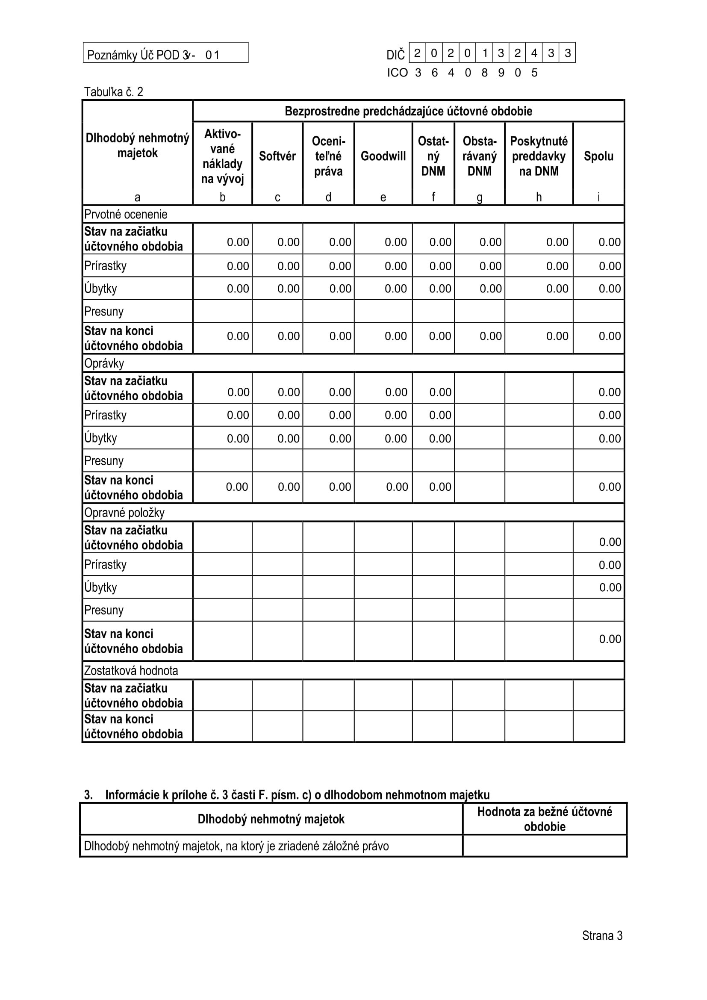 Poznámky Úč POD 3v- 01
DIČ 2 0 2 0 1 3 2 4 3 3
ICO 3 6 4 0 8 9 0 5
Tabuľka č. 2
Bezprostredne predchádzajúce účtovné obdobie
Dlhodobý nehmotný majetok | Aktivo-vané náklady na vývoj | Softvér | Oceni-teľné práva | Goodwill | Ostat-ný DNM | Obsta-rávaný DNM | Poskytnuté preddavky na DNM | Spolu
a b c d e f g h i
Prvotné ocenenie
Stav na začiatku
účtovného obdobia 0.00 0.00 0.00 0.00 0.00 0.00 0.00 0.00
Prírastky 0.00 0.00 0.00 0.00 0.00 0.00 0.00 0.00
Úbytky 0.00 0.00 0.00 0.00 0.00 0.00 0.00 0.00
Presuny
Stav na konci
účtovného obdobia 0.00 0.00 0.00 0.00 0.00 0.00 0.00 0.00
Oprávky
Stav na začiatku
účtovného obdobia 0.00 0.00 0.00 0.00 0.00 0.00
Prírastky 0.00 0.00 0.00 0.00 0.00 0.00
Úbytky 0.00 0.00 0.00 0.00 0.00 0.00
Presuny
Stav na konci
účtovného obdobia 0.00 0.00 0.00 0.00 0.00 0.00
Opravné položky
Stav na začiatku
účtovného obdobia 0.00
Prírastky 0.00
Úbytky 0.00
Presuny
Stav na konci
účtovného obdobia 0.00
Zostatková hodnota
Stav na začiatku
účtovného obdobia
Stav na konci
účtovného obdobia
3. Informácie k prílohe č. 3 časti F. písm. c) o dlhodobom nehmotnom majetku
Dlhodobý nehmotný majetok | Hodnota za bežné účtovné
obdobie
Dlhodobý nehmotný majetok, na ktorý je zriadené záložné právo
Strana 3